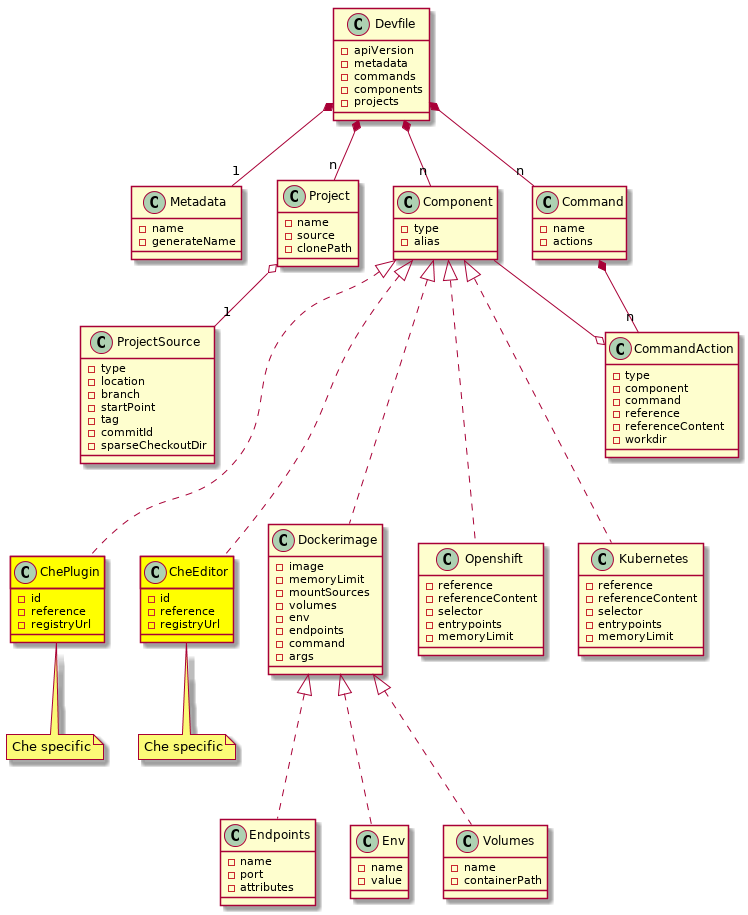 C Devfile
apiVersion
metadata
commands
components
projects
1
n
n
n
C Metadata
name
generateName
C Project
name
source
clonePath
C Component
type
alias
C Command
name
actions
1
n
C ProjectSource
type
location
branch
startPoint
tag
commitId
sparseCheckoutDir
C CommandAction
type
component
command
reference
referenceContent
workdir
C ChePlugin
id
reference
registryUrl
C CheEditor
id
reference
registryUrl
C Dockerimage
image
memoryLimit
mountSources
volumes
env
endpoints
command
args
C Openshift
reference
referenceContent
selector
entrypoints
memoryLimit
C Kubernetes
reference
referenceContent
selector
entrypoints
memoryLimit
Che specific
Che specific
C Endpoints
name
port
attributes
C Env
name
value
C Volumes
name
containerPath